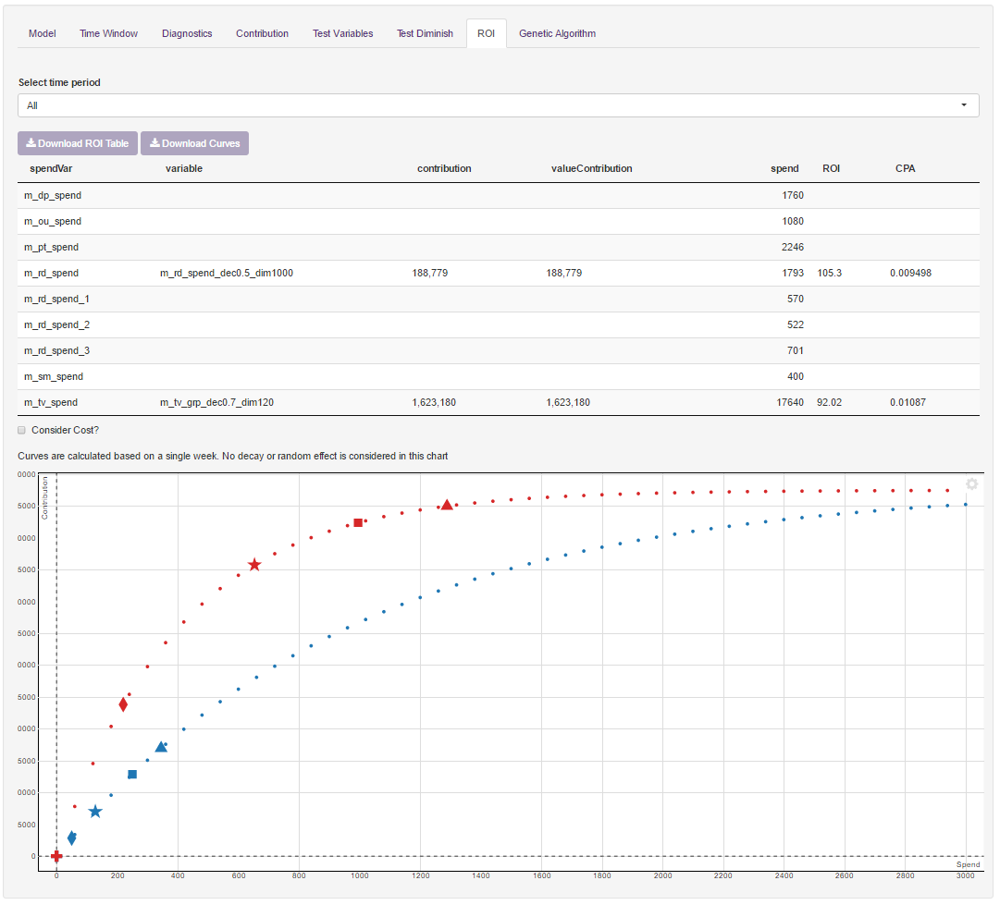 Model Time Window Diagnostics Contribution Test Variables Test Diminish ROI Genetic Algorithm
Select time period
All
Download ROI Table Download Curves
spendVar variable contribution valueContribution spend ROI CPA
m_dp_spend 1760
m_ou_spend 1080
m_pt_spend 2246
m_rd_spend m_rd_spend_dec0.5_dim1000 188,779 188,779 1793 105.3 0.009498
m_rd_spend_1 570
m_rd_spend_2 522
m_rd_spend_3 701
m_sm_spend 400
m_tv_spend m_tv_grp_dec0.7_dim120 1,623,180 1,623,180 17640 92.02 0.01087
Consider Cost?
Curves are calculated based on a single week. No decay or random effect is considered in this chart
Contribution
0000
5000
0000
5000
0000
5000
0000
5000
0000
5000
0000
5000
0
Spend
0 200 400 600 800 1000 1200 1400 1600 1800 2000 2200 2400 2600 2800 3000